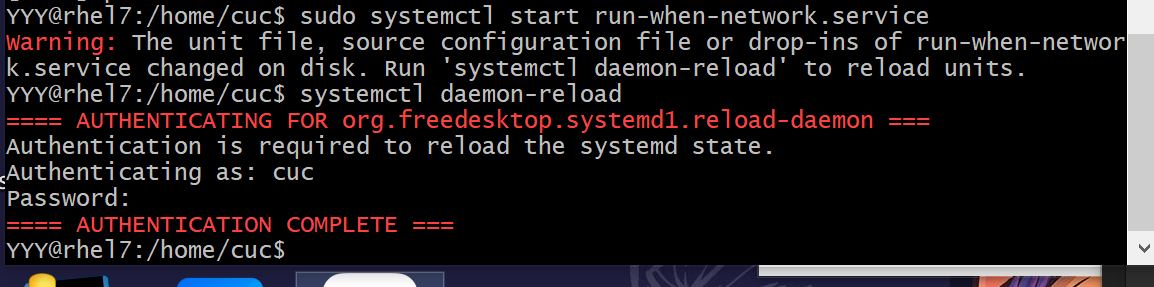 YYY@rhel7:/home/cuc$ sudo systemctl start run-when-network.service
Warning: The unit file, source configuration file or drop-ins of run-when-networ
k.service changed on disk. Run 'systemctl daemon-reload' to reload units.
YYY@rhel7:/home/cuc$ systemctl daemon-reload
==== AUTHENTICATING FOR org.freedesktop.systemd1.reload-daemon ===
Authentication is required to reload the systemd state.
Authenticating as: cuc
Password:
==== AUTHENTICATION COMPLETE ===
YYY@rhel7:/home/cuc$